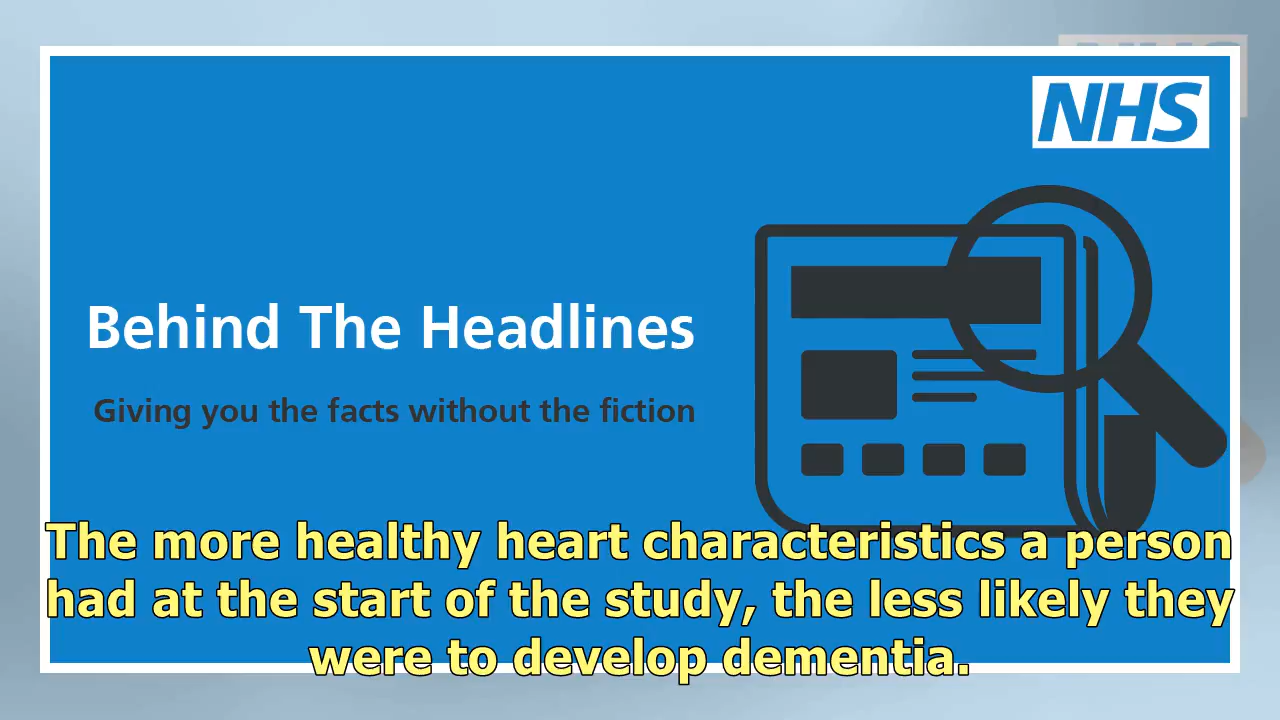 NHS
NHS
Behind The Headlines
Giving you the facts without the fiction
The more healthy heart characteristics a person
had at the start of the study, the less likely they
were to develop dementia.